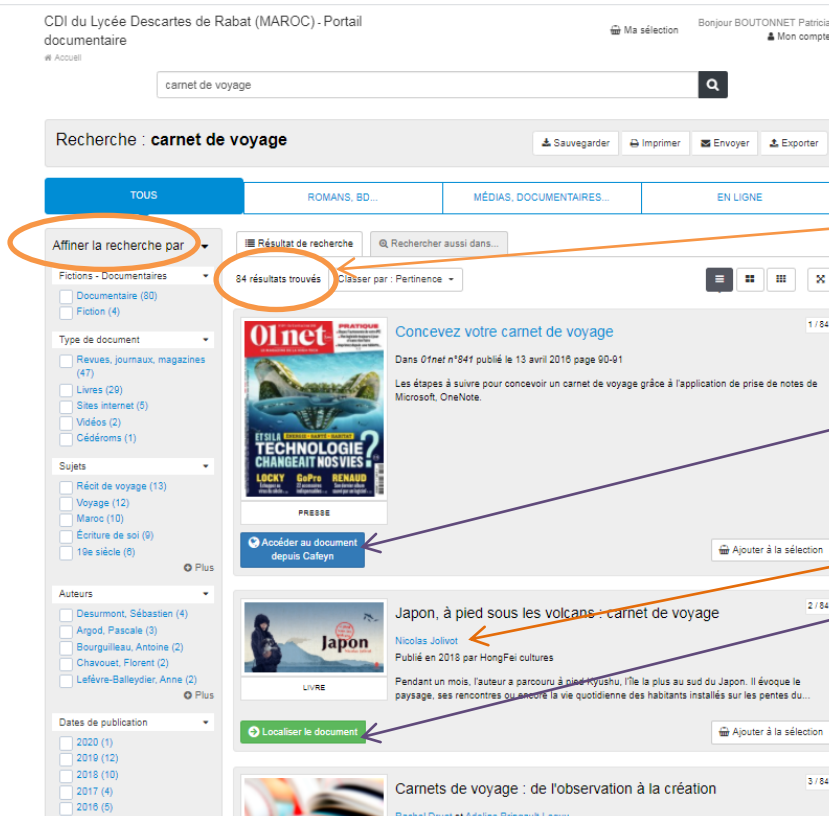 CDI du Lycée Descartes de Rabat (MAROC) - Portail
documentaire
Accueil
Ma sélection
Bonjour BOUTONNET Patricia
Mon compte
carnet de voyage
Recherche : carnet de voyage
Sauvegarder
Imprimer
Envoyer
Exporter
TOUS
ROMANS, BD...
MÉDIAS, DOCUMENTAIRES...
EN LIGNE
Affiner la recherche par
Fictions - Documentaires
Documentaire (80)
Fiction (4)
Type de document
Revues, journaux, magazines
(47)
Livres (29)
Sites internet (5)
Vidéos (2)
Cédéroms (1)
Sujets
Récit de voyage (13)
Voyage (12)
Maroc (10)
Écriture de soi (9)
19e siècle (6)
Plus
Auteurs
Desurmont, Sébastien (4)
Argod, Pascale (3)
Bourguilleau, Antoine (2)
Chavouet, Florent (2)
Lefèvre-Balleydier, Anne (2)
Plus
Dates de publication
2020 (1)
2019 (12)
2018 (10)
2017 (4)
2016 (5)
Résultat de recherche
Rechercher aussi dans...
84 résultats trouvés
Classer par : Pertinence
1 / 84
01net
PRATIQUE
ET SI LA
ÉNERGIE - SANTÉ - HABITAT
TECHNOLOGIE
CHANGEAIT NOS VIES ?
LOCKY
GoPro
RENAUD
PRESSE
Concevez votre carnet de voyage
Dans 01net n°841 publié le 13 avril 2016 page 90-91
Les étapes à suivre pour concevoir un carnet de voyage grâce à l'application de prise de notes de
Microsoft, OneNote.
Accéder au document
depuis Cafeyn
Ajouter à la sélection
2 / 84
Japon
LIVRE
Japon, à pied sous les volcans : carnet de voyage
Nicolas Jolivot
Publié en 2018 par HongFei cultures
Pendant un mois, l'auteur a parcouru à pied Kyushu, l'île la plus au sud du Japon. Il évoque le
paysage, ses rencontres ou encore la vie quotidienne des habitants installés sur les pentes du...
Localiser le document
Ajouter à la sélection
3 / 84
Carnets de voyage : de l'observation à la création